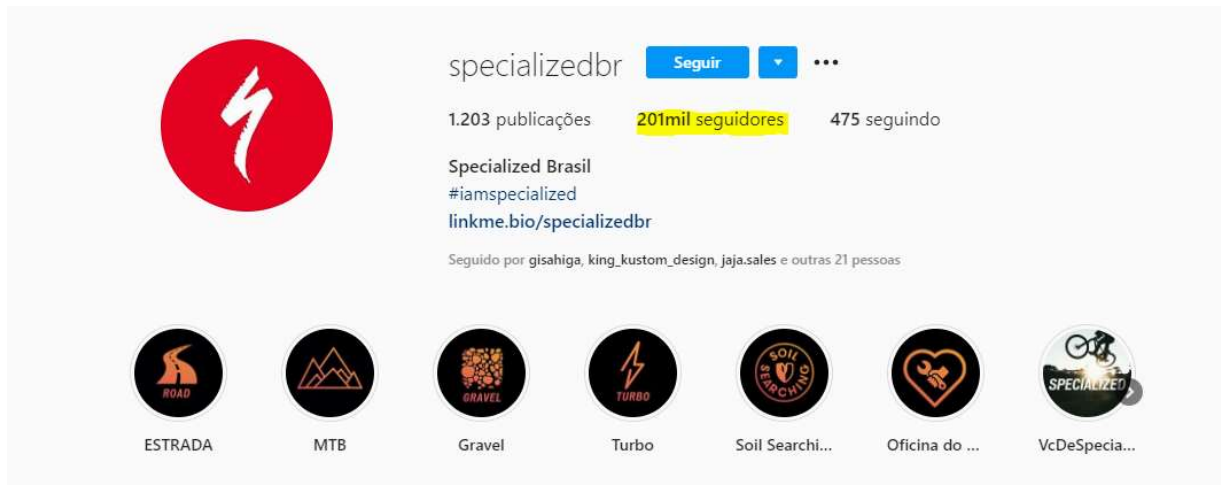 specializedbr Seguir
1.203 publicações 201mil seguidores 475 seguindo
Specialized Brasil
#iamspecialized
linkme.bio/specializedbr
Seguido por gisahiga, king_kustom_design, jaja.sales e outras 21 pessoas
ROAD
GRAVEL
TURBO
SOIL SEARCHING
SPECIALIZED
ESTRADA MTB Gravel Turbo Soil Searchi... Oficina do ... VcDeSpecia...